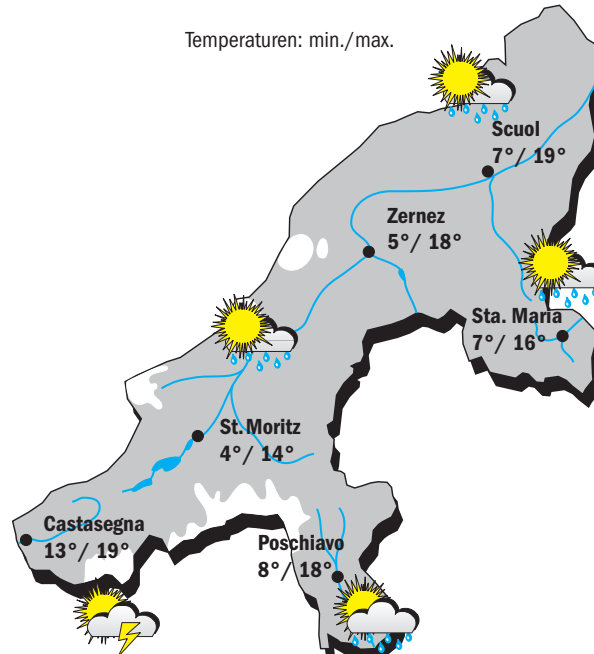 Temperaturen: min./max.
Scuol
7°/ 19°
Zernez
5°/ 18°
Sta. Maria
7°/ 16°
St. Moritz
4°/ 14°
Castasegna
13°/ 19°
Poschiavo
8°/ 18°